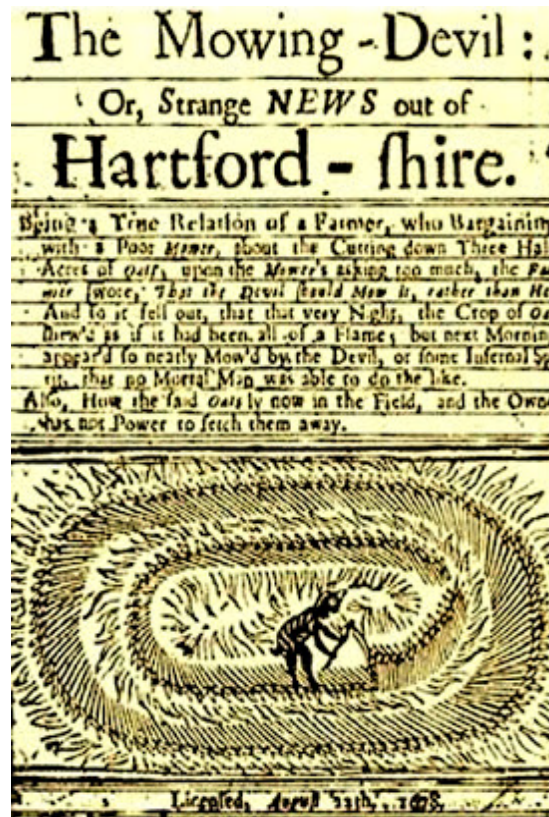 The Mowing-Devil:
Or, Strange NEWS out of
Hartford-ſhire.
Being a True Relation of a Farmer, who Bargaining
with a Poor Mower, about the Cutting down Three Half
Acres of Oats, upon the Mower's asking too much, the Far
mer ſwore, That the Devil ſhould Mow it, rather than He
And ſo it fell out, that that very Night, the Crop of Oa
ſhew'd as if it had been all of a Flame; but next Mornin
appear'd ſo neatly Mow'd by the Devil, or ſome Infernal Sp
rit, that no Mortal Man was able to do the like.
Alſo, How the ſaid Oats ly now in the Field, and the Owne
has not Power to fetch them away.
Licenſed, Auguſt 22th, 1678.